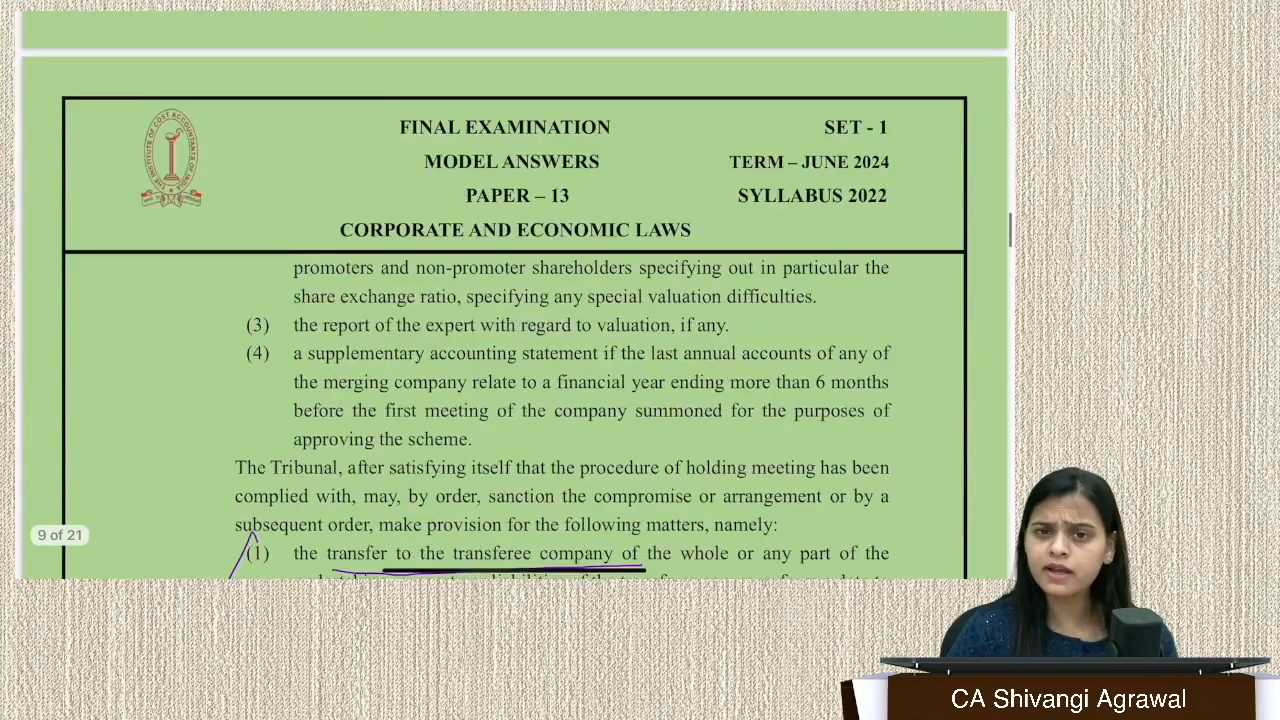 FINAL EXAMINATION
SET - 1
MODEL ANSWERS
TERM – JUNE 2024
PAPER – 13
SYLLABUS 2022
CORPORATE AND ECONOMIC LAWS
promoters and non-promoter shareholders specifying out in particular the
share exchange ratio, specifying any special valuation difficulties.
(3) the report of the expert with regard to valuation, if any.
(4) a supplementary accounting statement if the last annual accounts of any of
the merging company relate to a financial year ending more than 6 months
before the first meeting of the company summoned for the purposes of
approving the scheme.
The Tribunal, after satisfying itself that the procedure of holding meeting has been
complied with, may, by order, sanction the compromise or arrangement or by a
subsequent order, make provision for the following matters, namely:
9 of 21
(1) the transfer to the transferee company of the whole or any part of the
CA Shivangi Agrawal